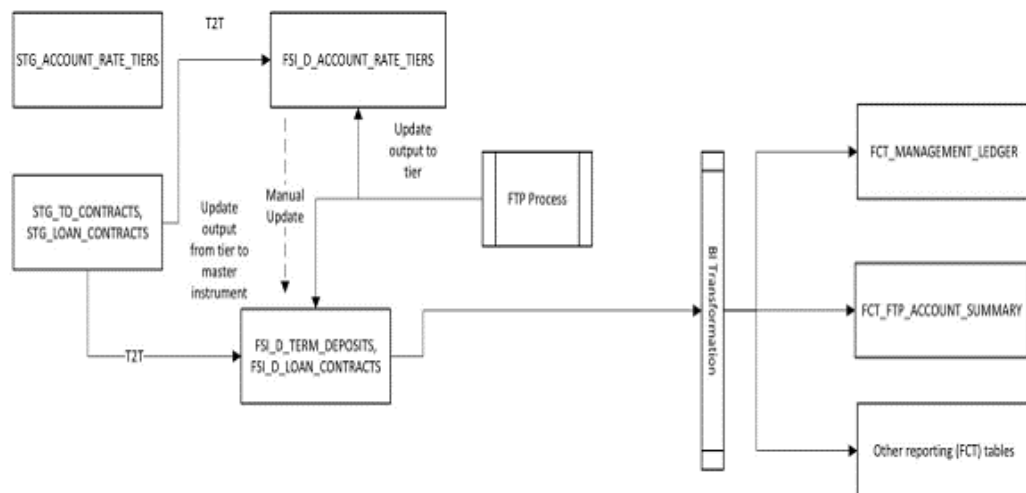 T2T
STG_ACCOUNT_RATE_TIERS
FSI_D_ACCOUNT_RATE_TIERS
Update
output to
tier
FCT_MANAGEMENT_LEDGER
STG_TD_CONTRACTS,
STG_LOAN_CONTRACTS
Update
output
from tier to
master
instrument
Manual
Update
FTP Process
BI Transformation
FCT_FTP_ACCOUNT_SUMMARY
T2T
FSI_D_TERM_DEPOSITS,
FSI_D_LOAN_CONTRACTS
Other reporting (FCT) tables